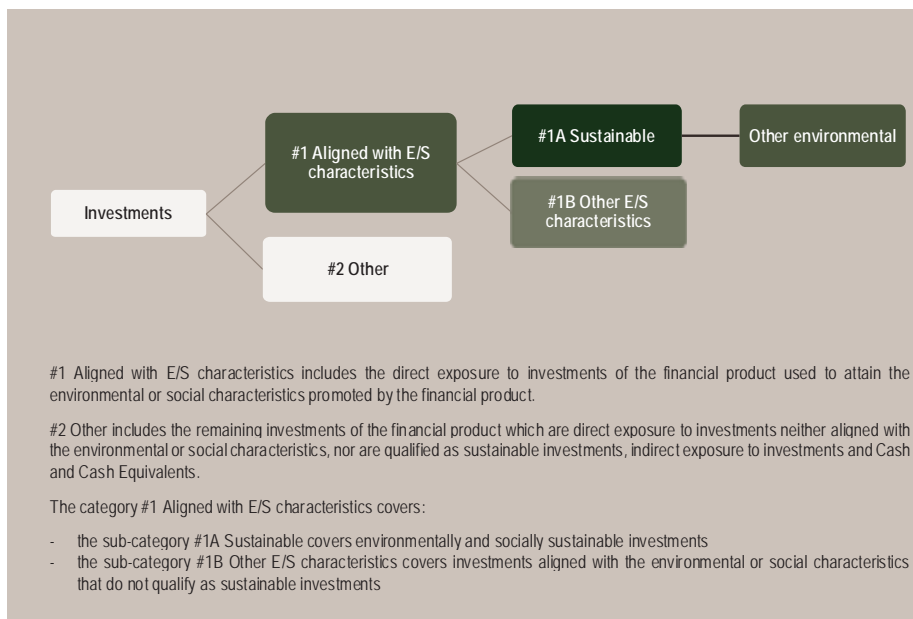 #1 Aligned with E/S
characteristics
#1A Sustainable
Other environmental
Investments
#1B Other E/S
characteristics
#2 Other
#1 Aligned with E/S characteristics includes the direct exposure to investments of the financial product used to attain the
environmental or social characteristics promoted by the financial product.
#2 Other includes the remaining investments of the financial product which are direct exposure to investments neither aligned with
the environmental or social characteristics, nor are qualified as sustainable investments, indirect exposure to investments and Cash
and Cash Equivalents.
The category #1 Aligned with E/S characteristics covers:
- the sub-category #1A Sustainable covers environmentally and socially sustainable investments
- the sub-category #1B Other E/S characteristics covers investments aligned with the environmental or social characteristics
that do not qualify as sustainable investments